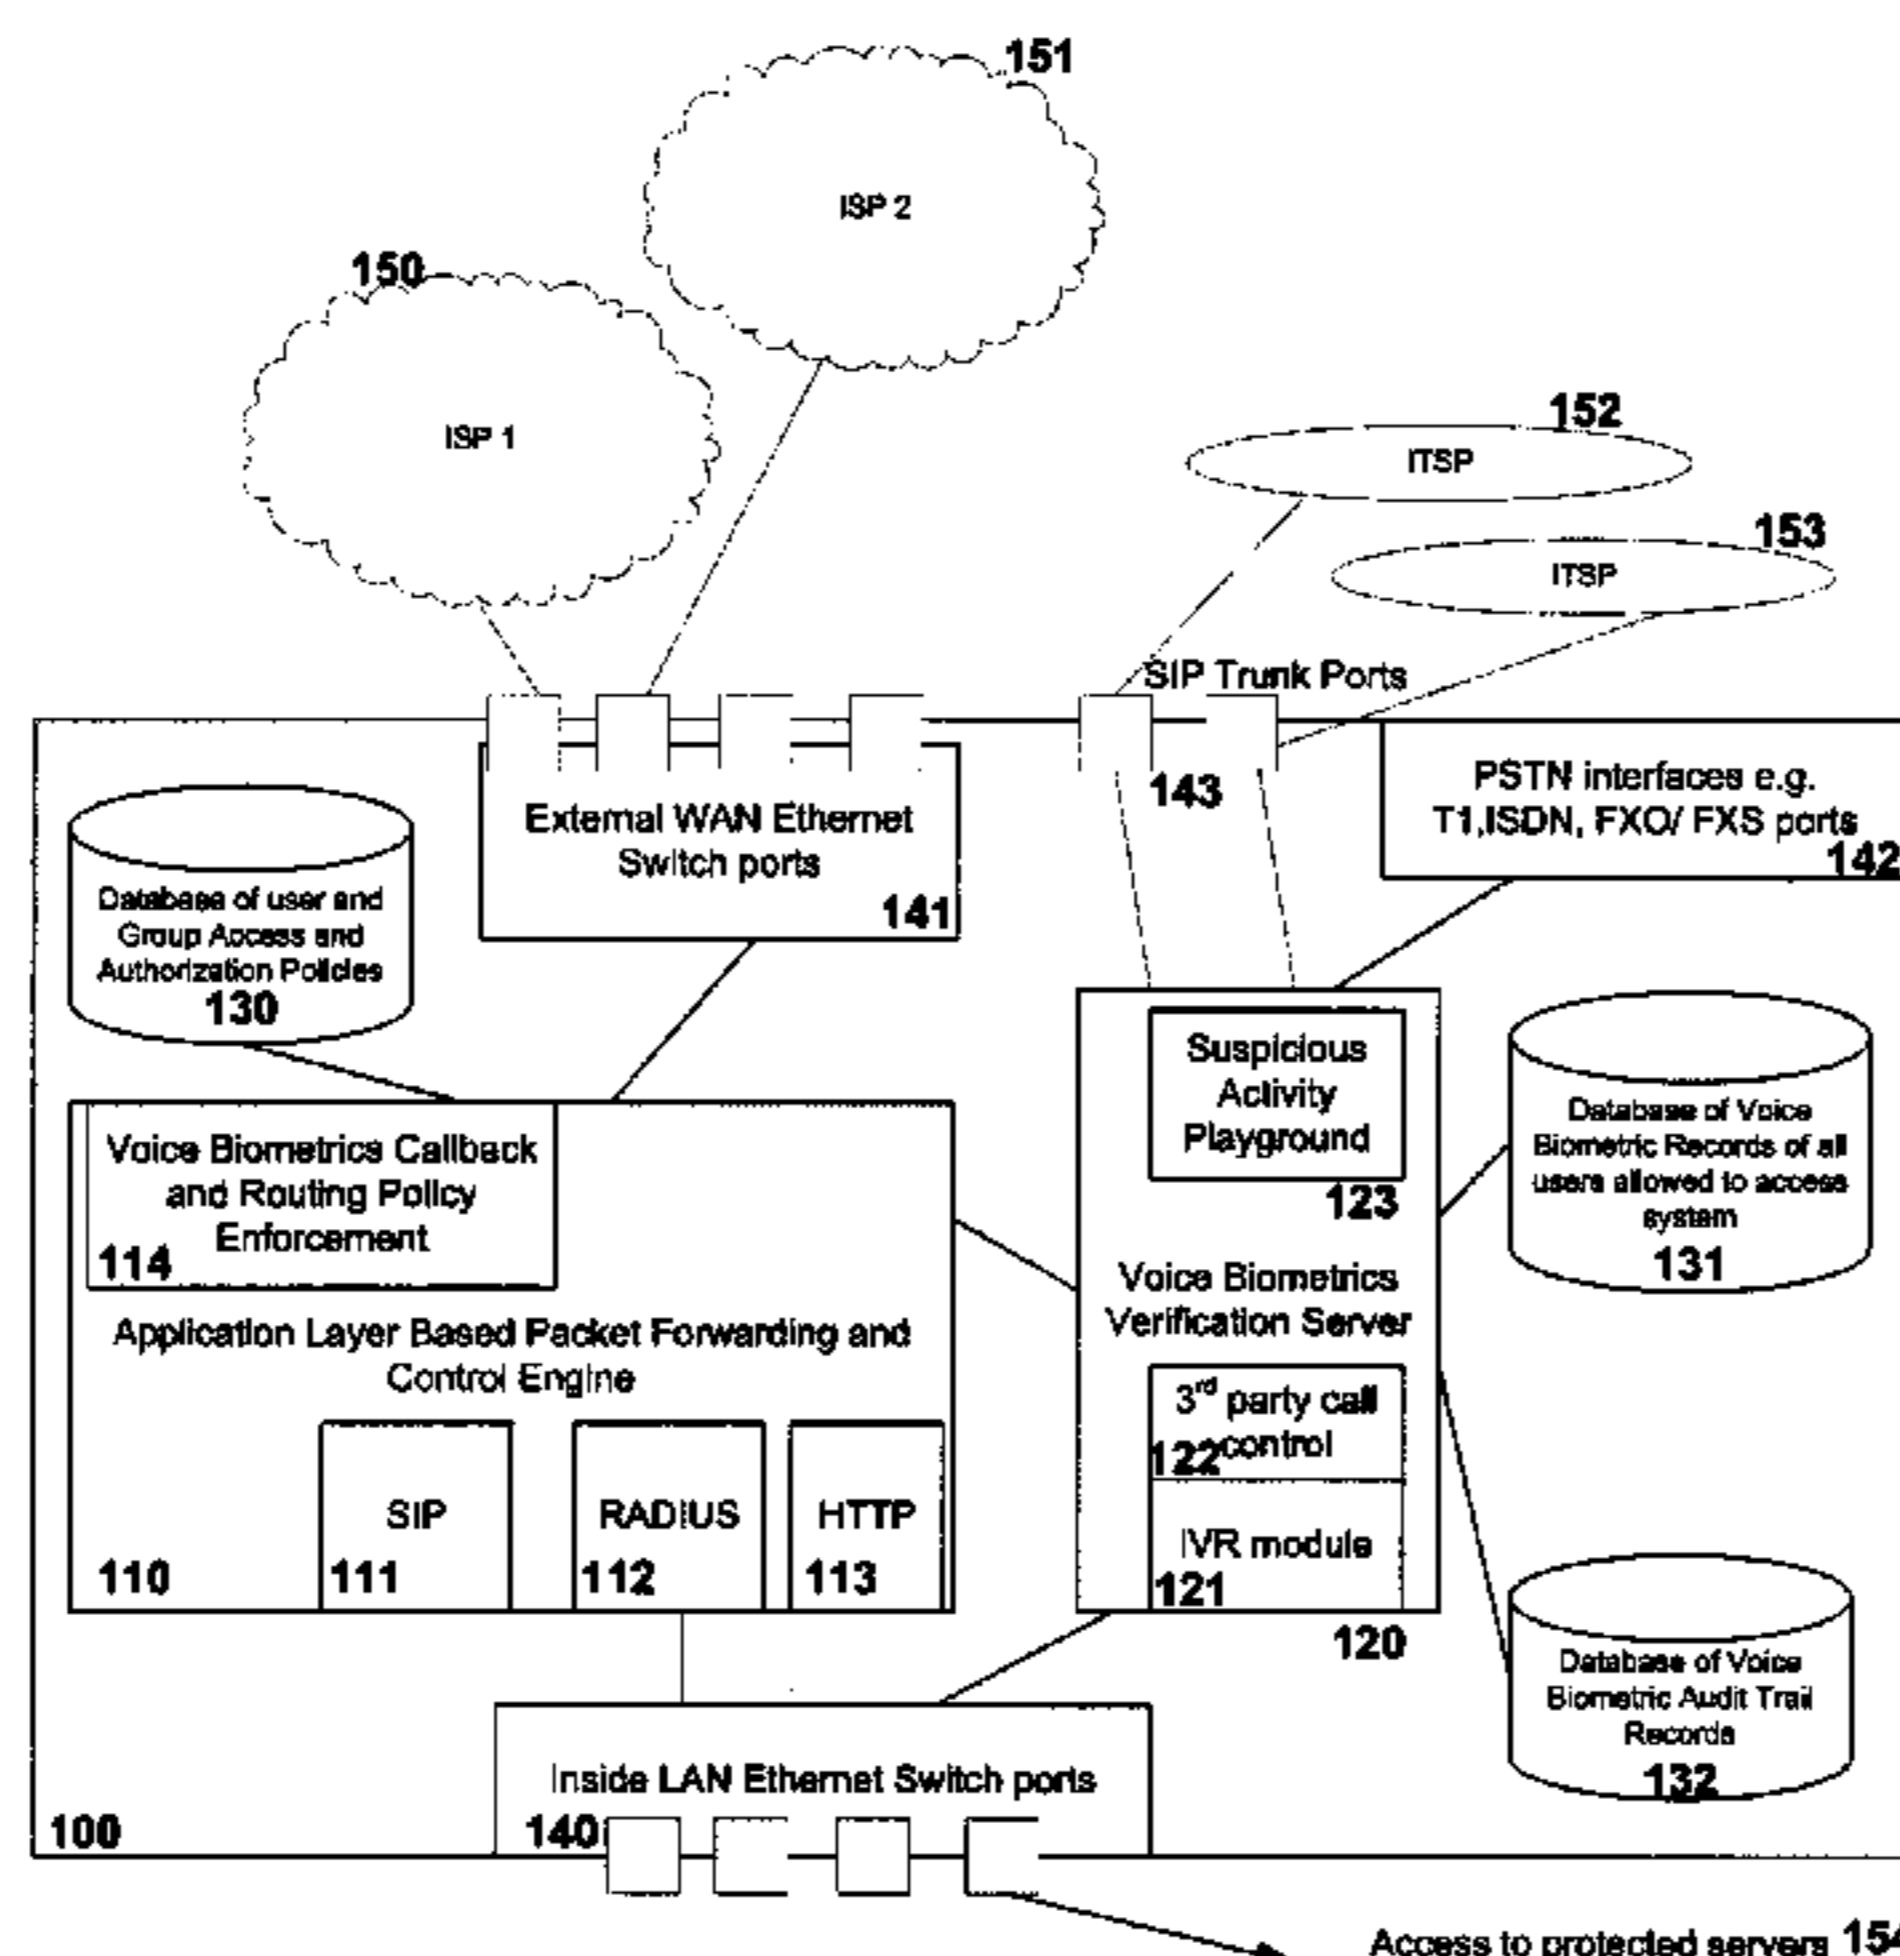 151
ISP 2
150
ISP 1
152
ITSP
153
ITSP
SIP Trunk Ports
143
PSTN interfaces e.g.
T1,ISDN, FXO/ FXS ports
142
External WAN Ethernet
Switch ports
141
Database of user and
Group Access and
Authorization Policies
130
Suspicious
Activity
Playground
123
Voice Biometrics Callback
and Routing Policy
Enforcement
114
Database of Voice
Biometric Records of all
users allowed to access
system
131
Voice Biometrics
Verification Server
Application Layer Based Packet Forwarding and
Control Engine
3rd party call
control
122
SIP
RADIUS
HTTP
IVR module
110
111
112
113
121
120
Database of Voice
Biometric Audit Trail
Records
132
Inside LAN Ethernet Switch ports
100
140
Access to protected servers 154